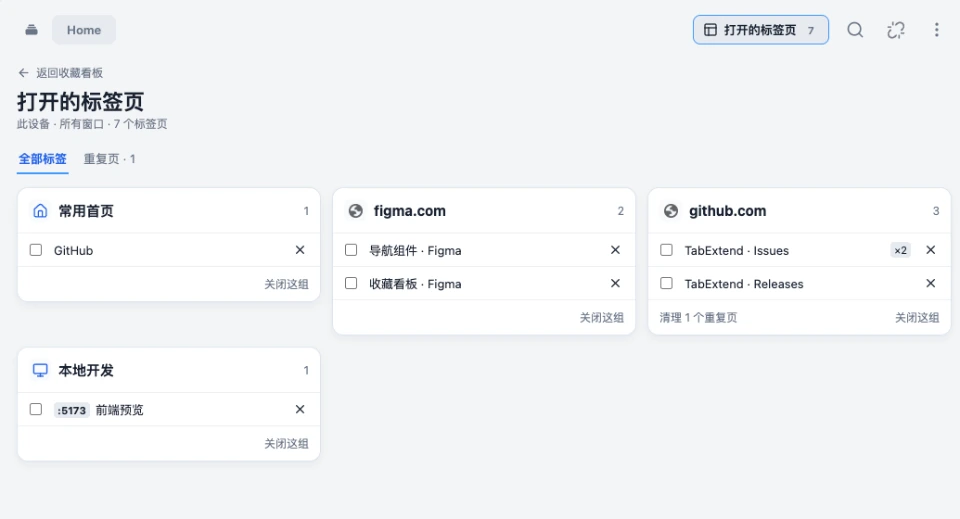 Home
打开的标签页 7
返回收藏看板
打开的标签页
此设备 · 所有窗口 · 7 个标签页
全部标签 重复页 · 1
常用首页 1
GitHub
关闭这组
figma.com 2
导航组件 · Figma
收藏看板 · Figma
关闭这组
github.com 3
TabExtend · Issues ×2
TabExtend · Releases
清理 1 个重复页 关闭这组
本地开发 1
:5173 前端预览
关闭这组